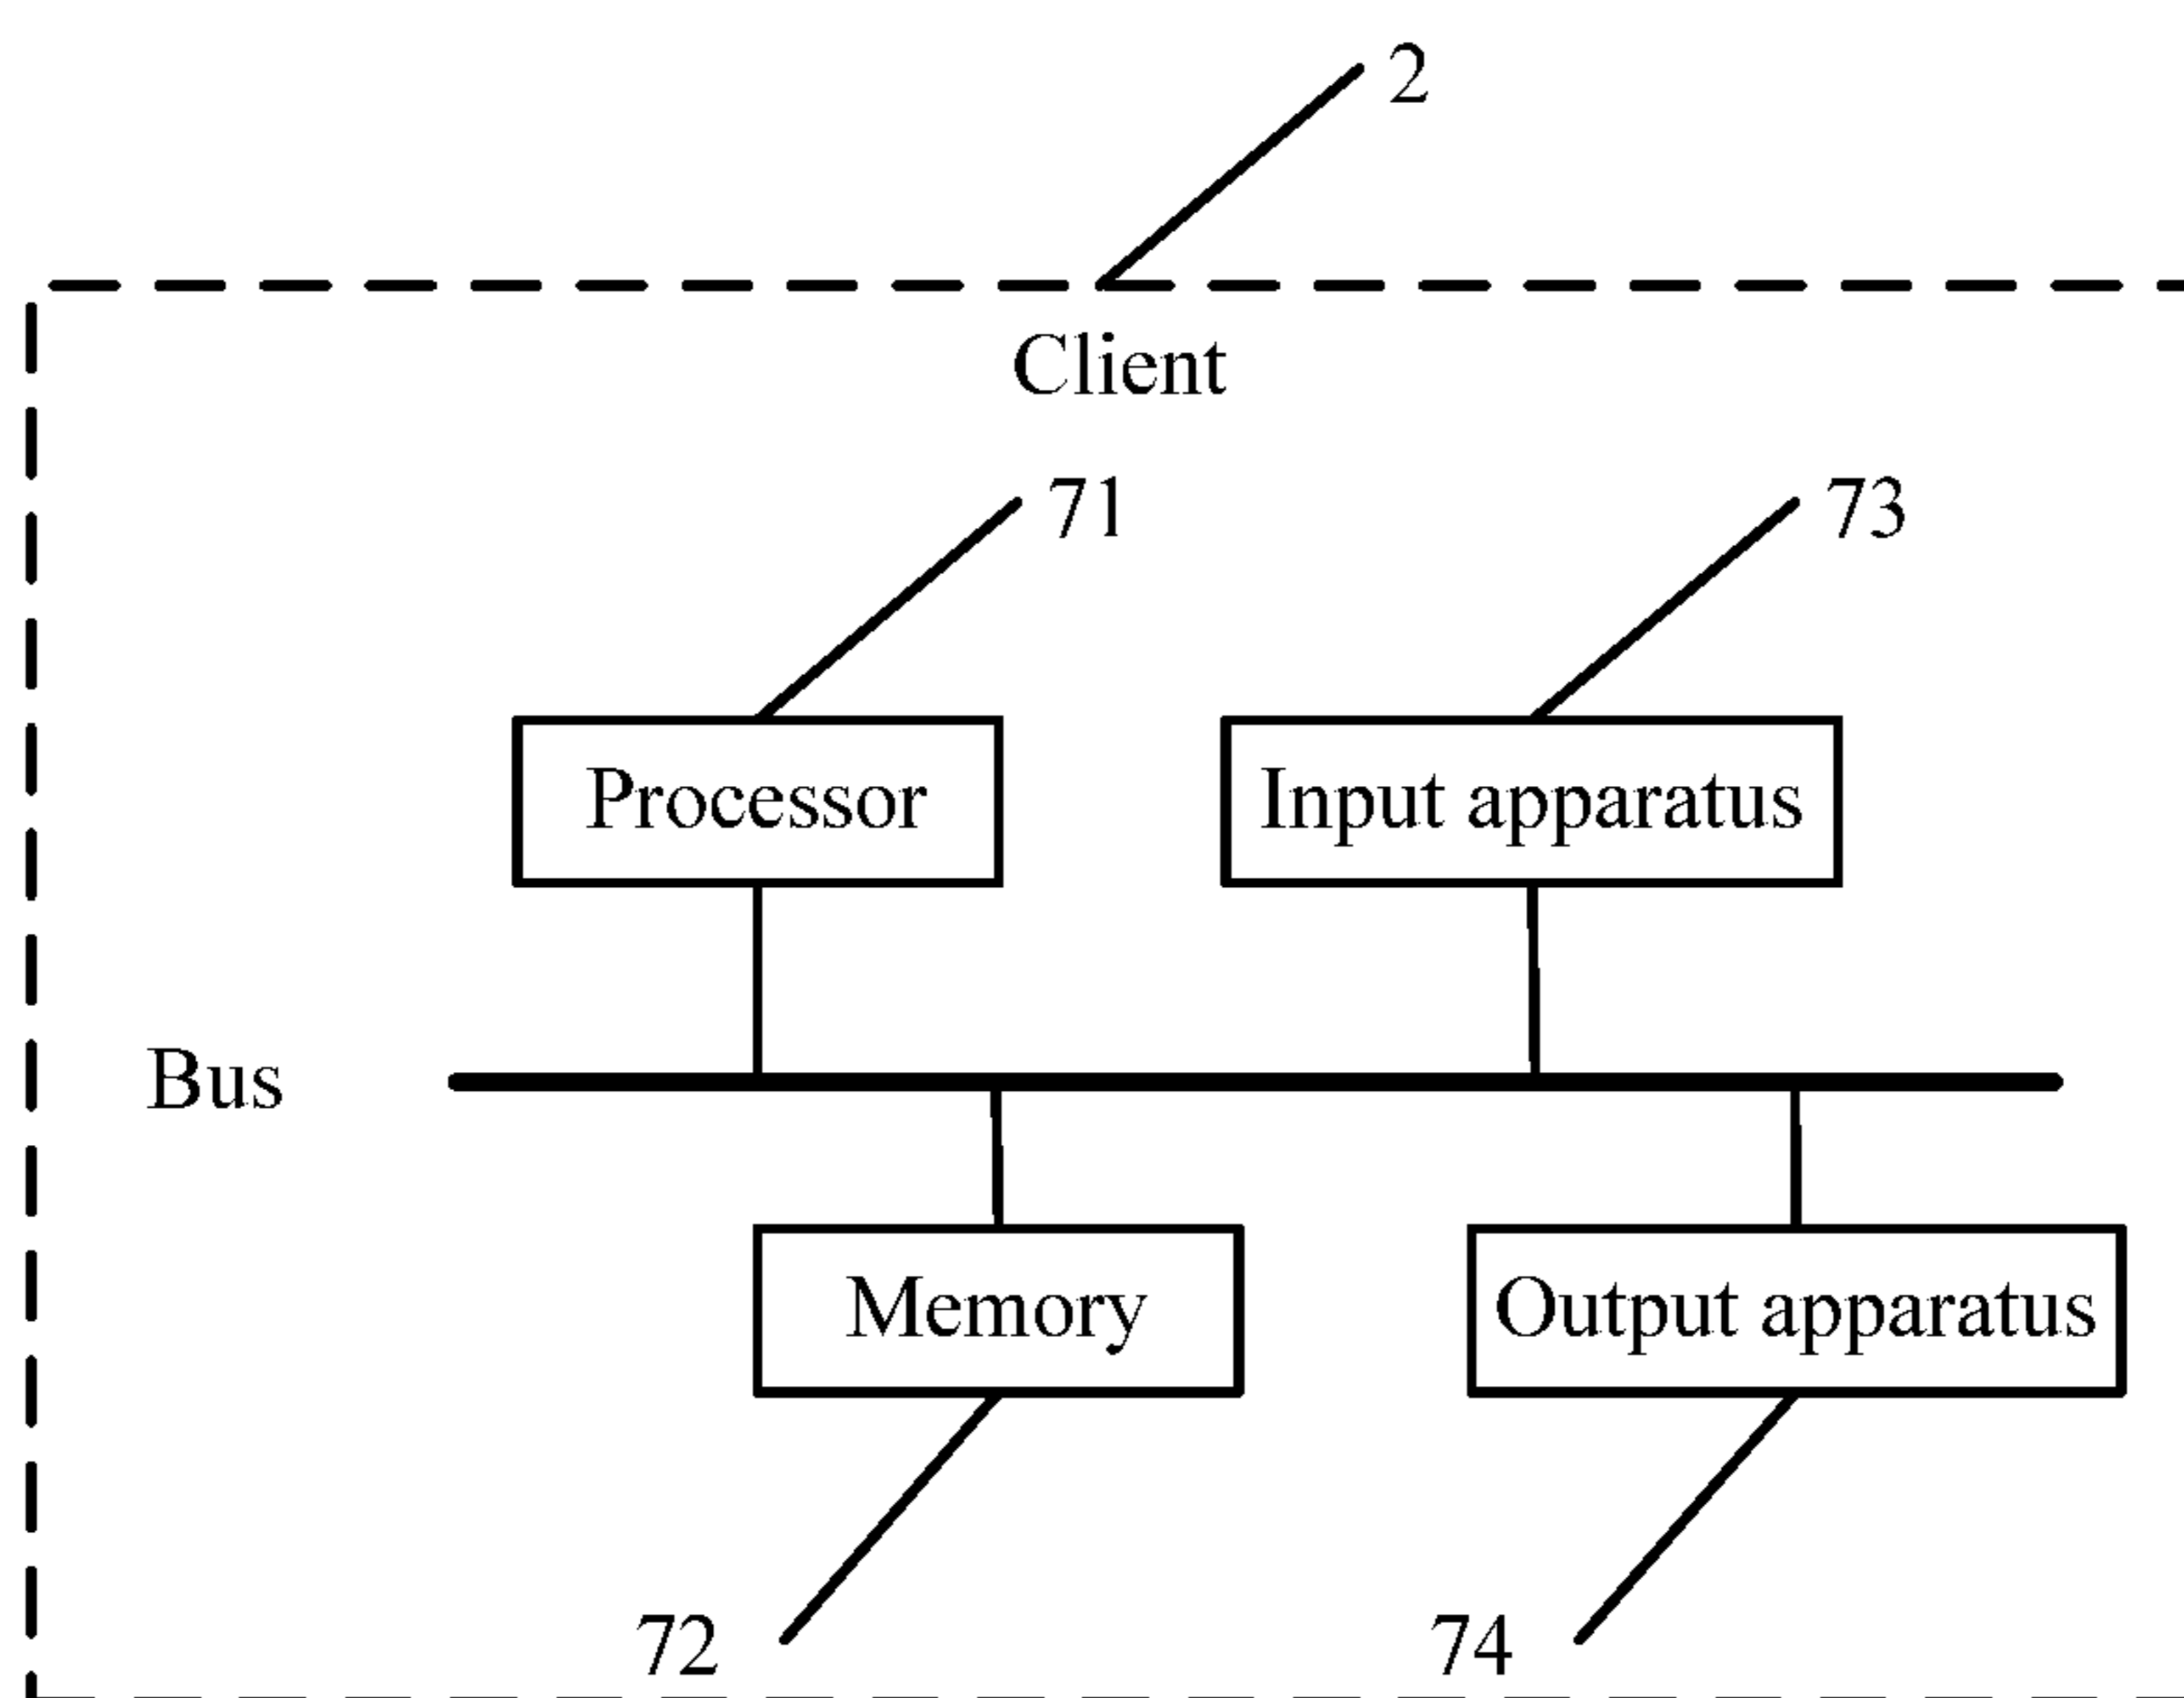 2
Client
71
73
Processor
Input apparatus
Bus
Memory
Output apparatus
72
74